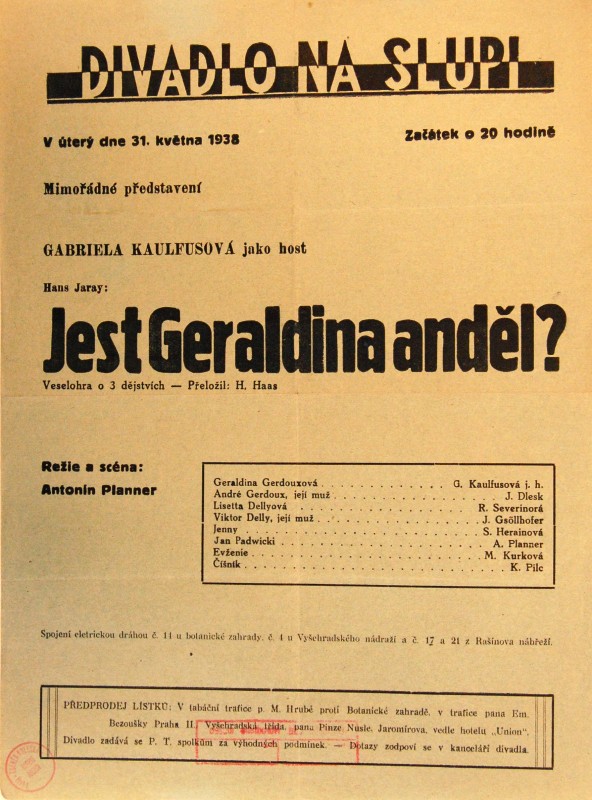 DIVADLO NA SLUPI
V úterý dne 31. května 1938 Začátek o 20 hodině
Mimořádné představení
GABRIELA KAULFUSOVÁ jako host
Hans Jaray:
Jest Geraldina anděl?
Veselohra o 3 dějstvích — Přeložil: H. Haas
Režie a scéna:
Antonín Planner
Geraldina Gerdouxová . . . . . . . . . . . . G. Kaulfusová j. h.
André Gerdoux, její muž . . . . . . . . . . . . J. Dlesk
Lisetta Dellyová . . . . . . . . . . . . R. Severinorá
Viktor Delly, její muž . . . . . . . . . . . . J. Gsöllhofer
Jenny . . . . . . . . . . . . S. Herainová
Jan Padwicki . . . . . . . . . . . . A. Planner
Evženie . . . . . . . . . . . . M. Kurková
Číšník . . . . . . . . . . . . K. Pilc
Spojení eletrickou dráhou č. 14 u botanické zahrady, č. 4 u Vyšehradského nádraží a č. 17 a 21 z Rašínova nábřeží.
PŘEDPRODEJ LÍSTKŮ: V tabáční trafice p. M. Hrubé proti Botanické zahradě, v trafice pana Em.
Bezoušky Praha II, Vyšehradská třída, pana Pinze Nusle, Jaromírova, vedle hotelu „Union".
Divadlo zadává se P. T. spolkům za výhodných podmínek. — Dotazy zodpoví se v kanceláři divadla.